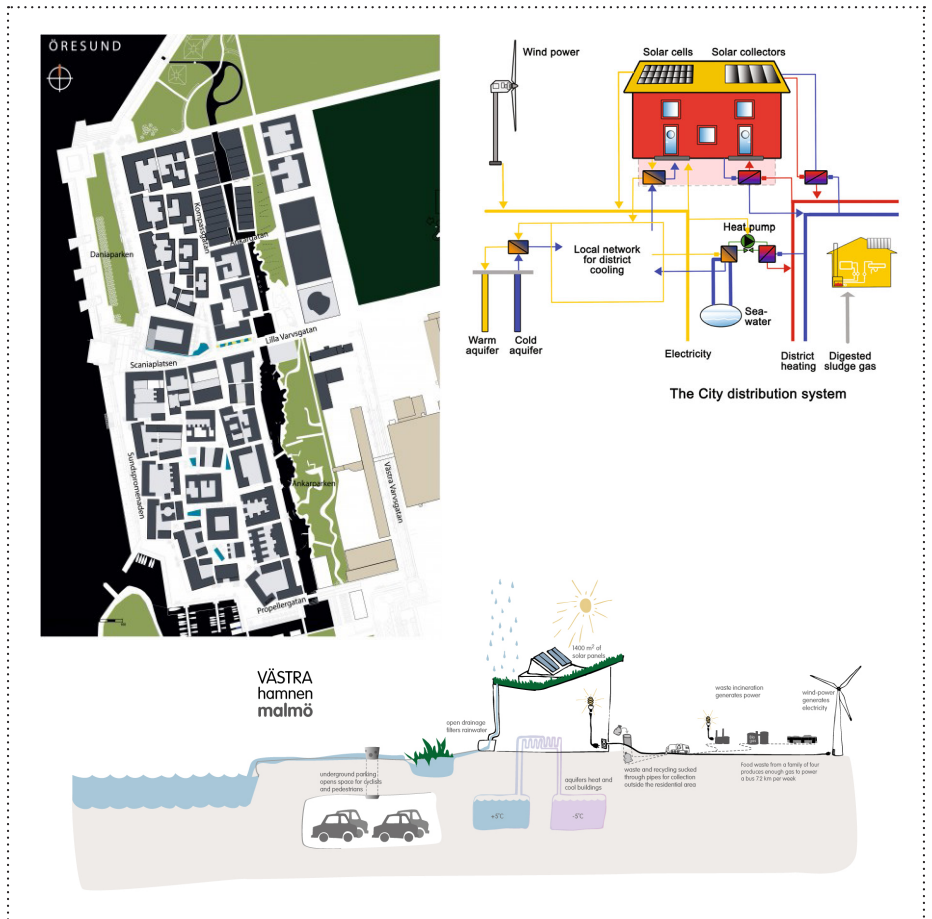 ÖRESUND
Daniaparken
Kompassgatan
Lilla Varvsgatan
Scaniaplatsen
Sundspromenaden
Ankarparken
Västra Varvsgatan
Propellergatan
Wind power
Solar cells
Solar collectors
Heat pump
Local network
for district
cooling
Sea-
water
Warm
aquifer
Cold
aquifer
Electricity
District
heating
Digested
sludge gas
The City distribution system
VÄSTRA
hamnen
malmö
1400 m² of
solar panels
open drainage
filters rainwater
waste incineration
generates power
wind-power
generates
electricity
underground parking
opens space for cyclists
and pedestrians
aquifers heat and
cool buildings
waste and recycling sucked
through pipes for collection
outside the residential area
Food waste from a family of four
produces enough gas to power
a bus 72 km per week
+5°C
-5°C